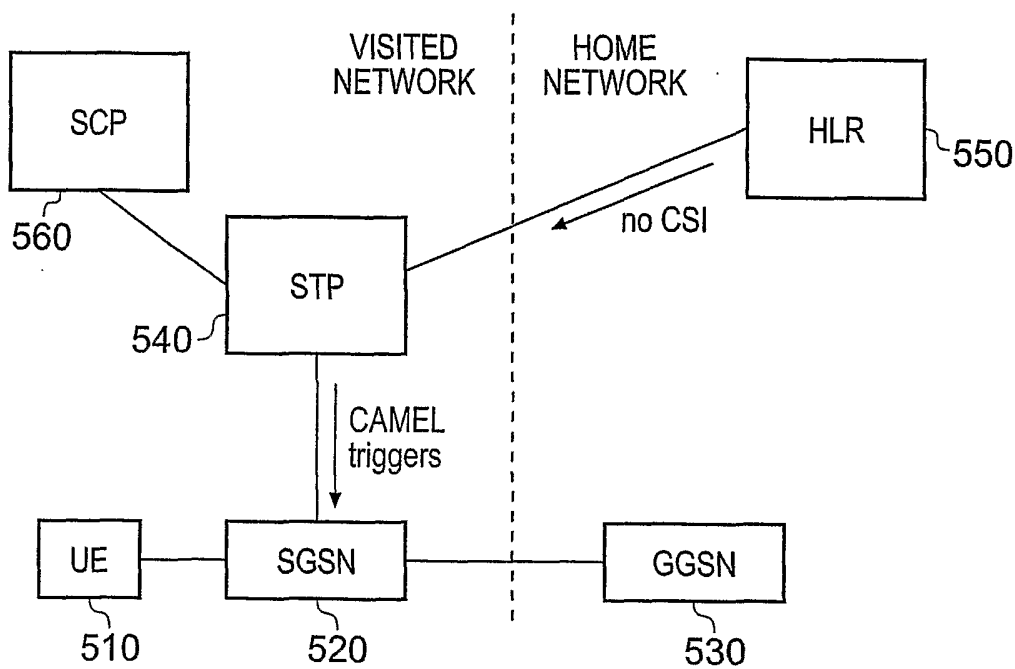 VISITED
NETWORK
HOME
NETWORK
SCP
HLR
550
560
no CSI
STP
540
CAMEL
triggers
UE
SGSN
GGSN
510
520
530